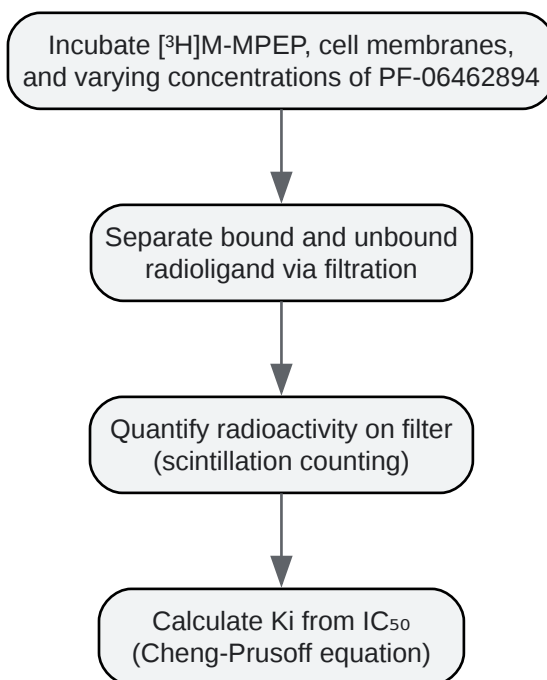 Incubate [³H]M-MPEP, cell membranes,
and varying concentrations of PF-06462894
Separate bound and unbound
radioligand via filtration
Quantify radioactivity on filter
(scintillation counting)
Calculate Ki from IC₅₀
(Cheng-Prusoff equation)